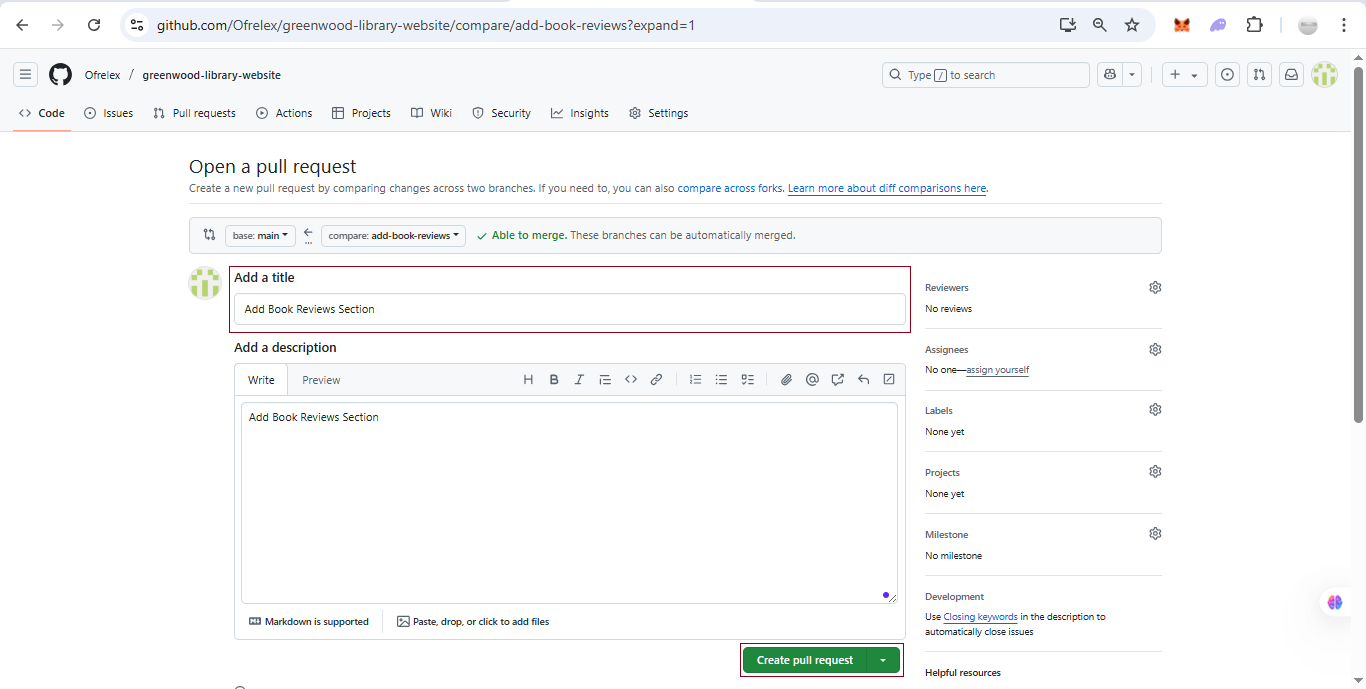 github.com/Ofrelex/greenwood-library-website/compare/add-book-reviews?expand=1
Ofrelex / greenwood-library-website
Type / to search
Code Issues Pull requests Actions Projects Wiki Security Insights Settings
Open a pull request
Create a new pull request by comparing changes across two branches. If you need to, you can also compare across forks. Learn more about diff comparisons here.
base: main compare: add-book-reviews Able to merge. These branches can be automatically merged.
Add a title
Add Book Reviews Section
Add a description
Write Preview
Add Book Reviews Section
Markdown is supported Paste, drop, or click to add files
Create pull request
Reviewers
No reviews
Assignees
No one—assign yourself
Labels
None yet
Projects
None yet
Milestone
No milestone
Development
Use Closing keywords in the description to
automatically close issues
Helpful resources